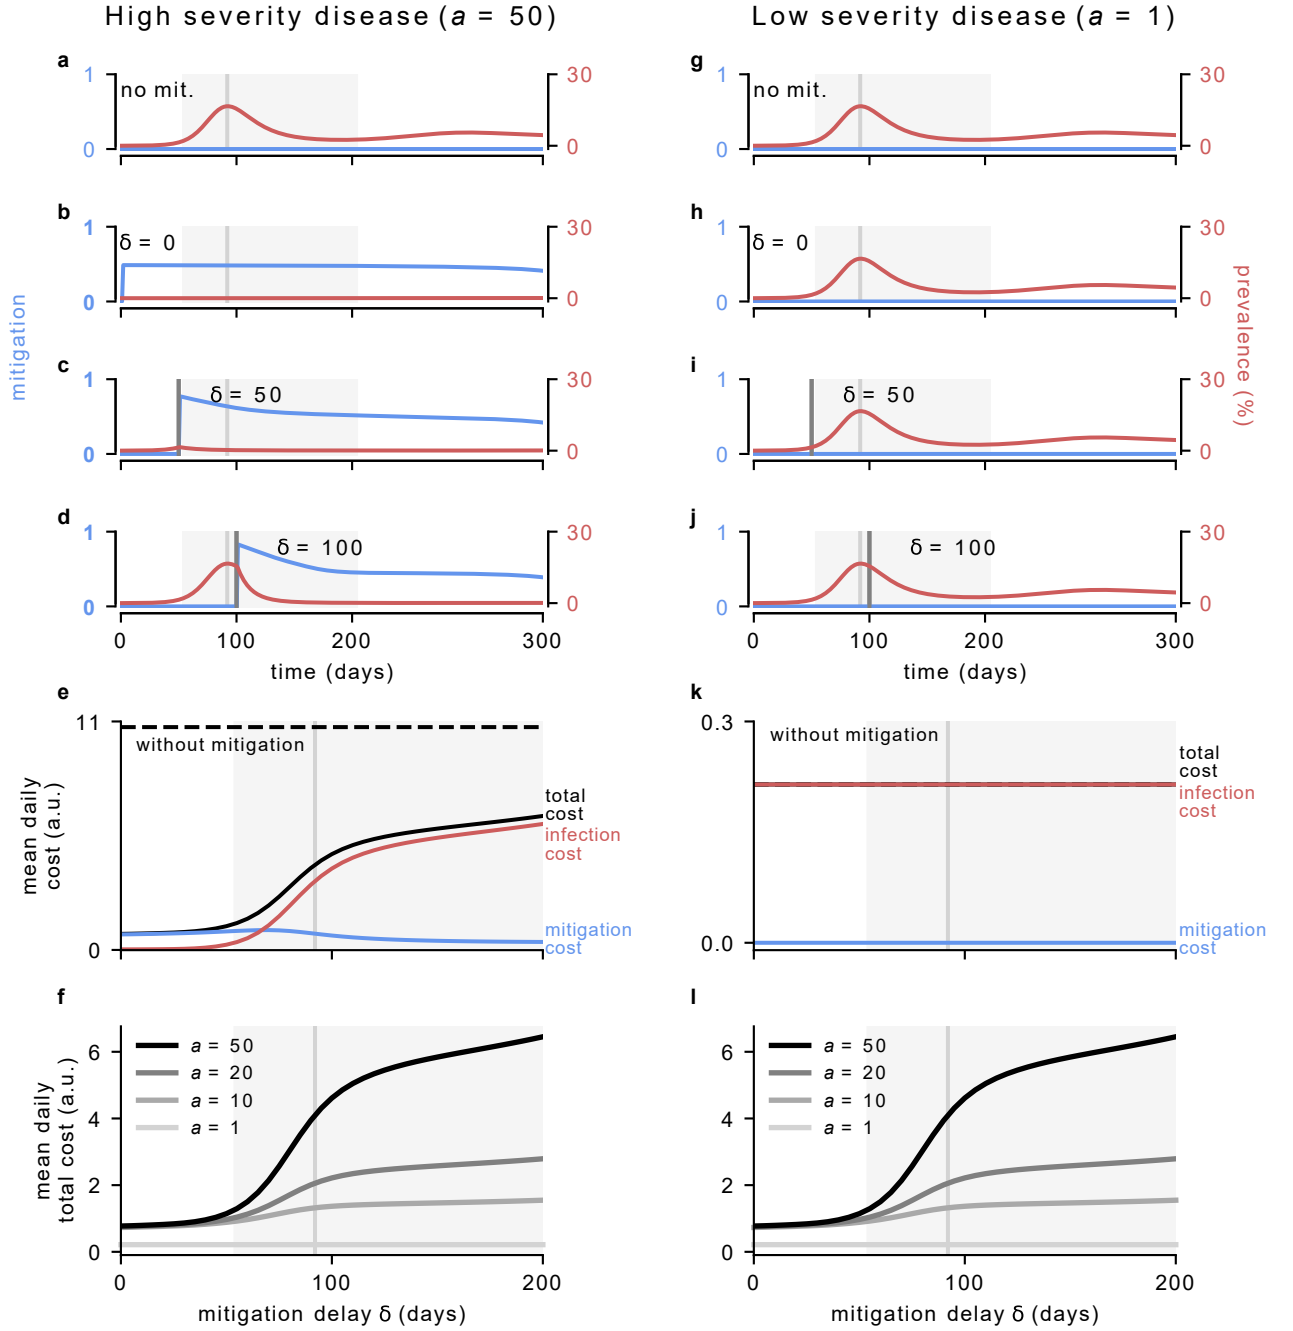 High severity disease (a = 50)
Low severity disease (a = 1)
a
1
no mit.
0
30
0
g
1
no mit.
0
30
0
b
1
δ = 0
0
30
0
h
1
δ = 0
0
30
0
mitigation
prevalence (%)
c
1
δ = 50
0
30
0
i
1
δ = 50
0
30
0
d
1
δ = 100
0
30
0
0
100
200
300
time (days)
j
1
δ = 100
0
30
0
0
100
200
300
time (days)
e
11
without mitigation
mean daily
cost (a.u.)
0
total
cost
infection
cost
mitigation
cost
k
0.3
without mitigation
0.0
total
cost
infection
cost
mitigation
cost
f
mean daily
total cost (a.u.)
6
4
2
0
a = 50
a = 20
a = 10
a = 1
0
100
200
mitigation delay δ (days)
l
6
4
2
0
a = 50
a = 20
a = 10
a = 1
0
100
200
mitigation delay δ (days)